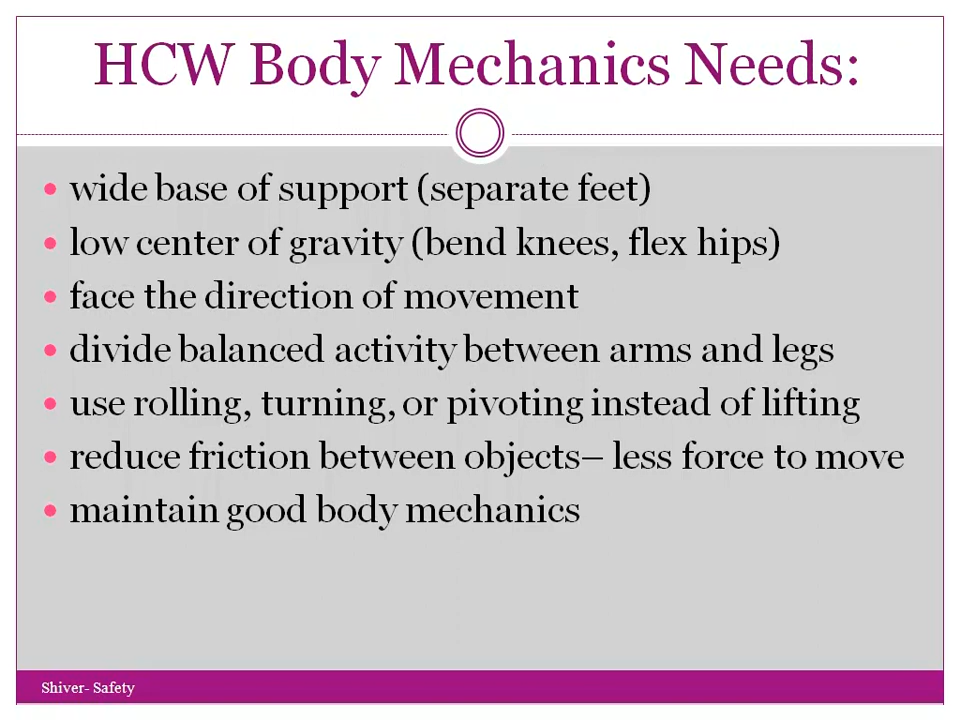 HCW Body Mechanics Needs:
• wide base of support (separate feet)
• low center of gravity (bend knees, flex hips)
• face the direction of movement
• divide balanced activity between arms and legs
• use rolling, turning, or pivoting instead of lifting
• reduce friction between objects– less force to move
• maintain good body mechanics
Shiver- Safety